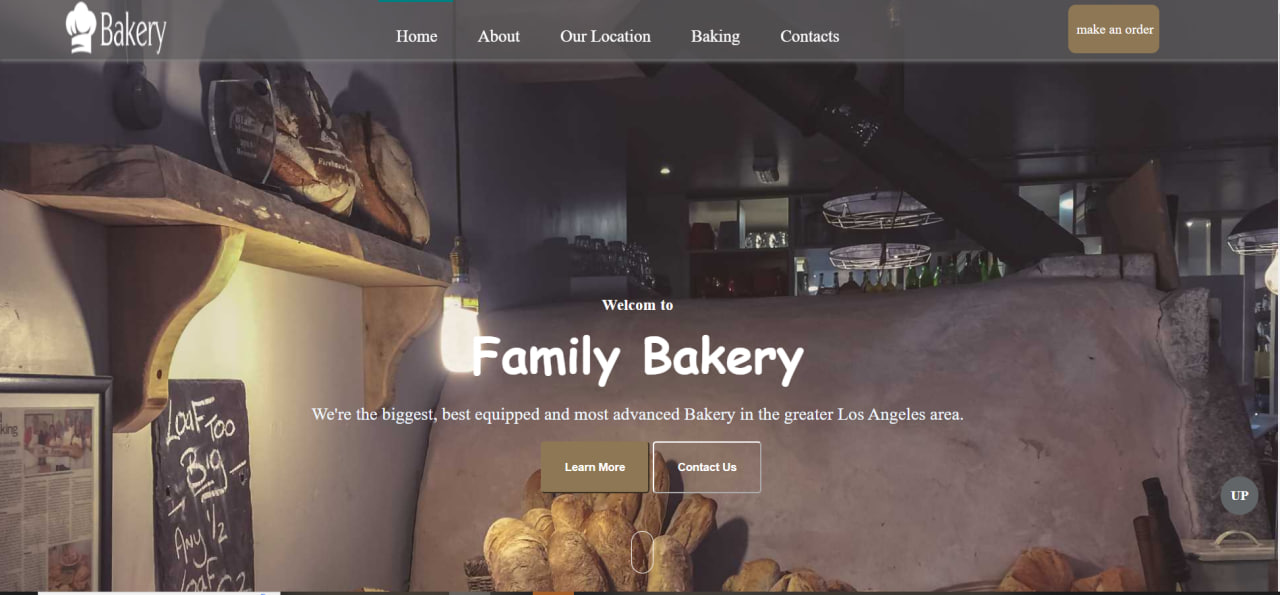 Bakery
Home About Our Location Baking Contacts
make an order
Welcom to
Family Bakery
We're the biggest, best equipped and most advanced Bakery in the greater Los Angeles area.
Learn More Contact Us
UP
LOAF TOO
BIG
ANY 1/2
LOAF
king